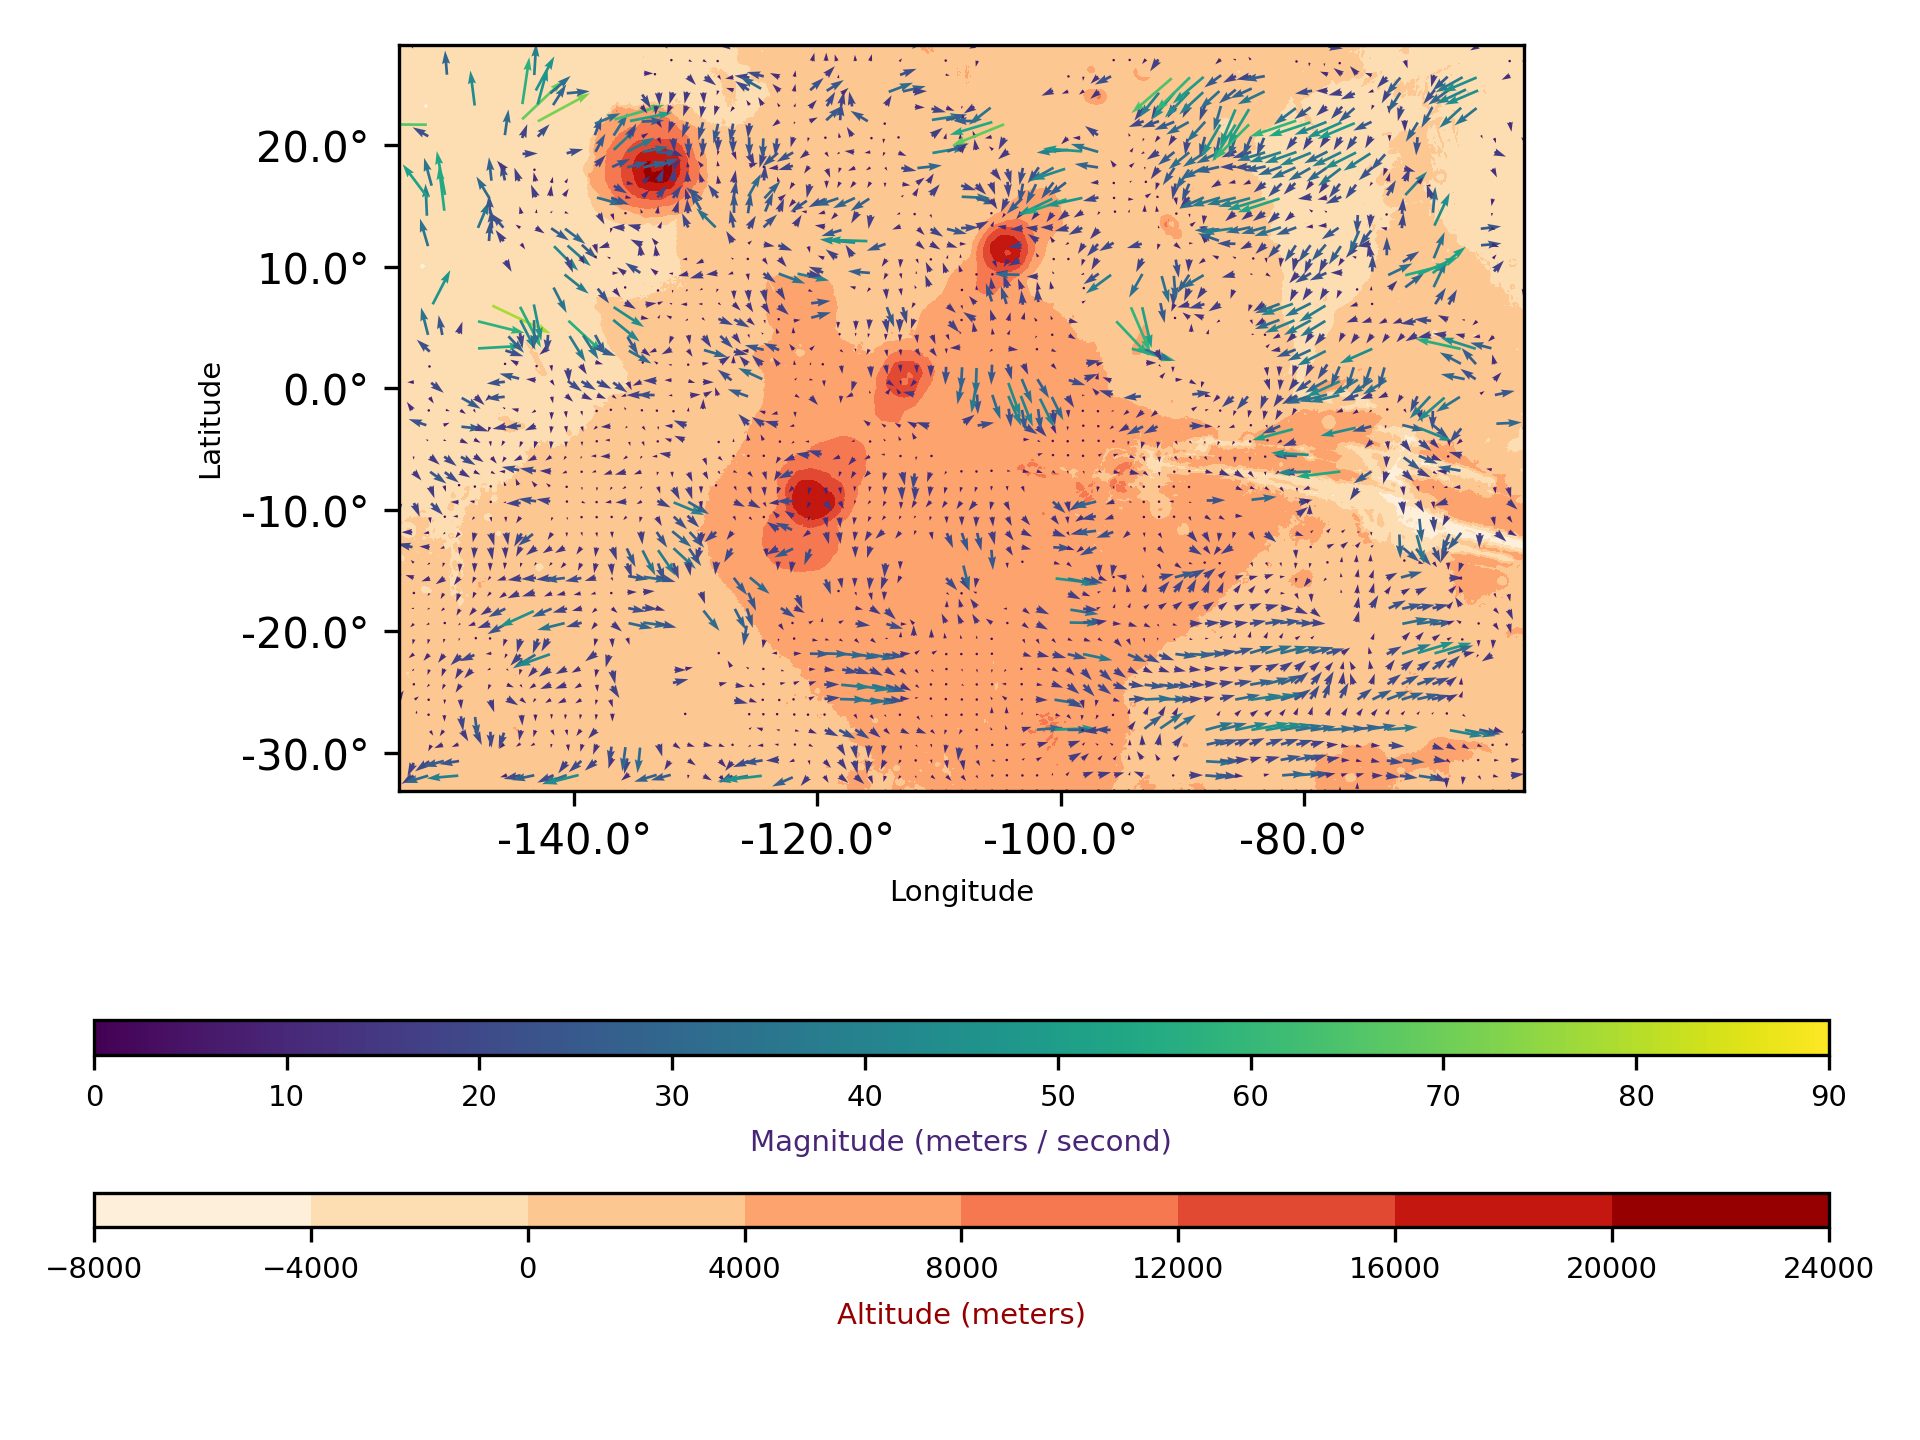 20.0°
10.0°
0.0°
-10.0°
-20.0°
-30.0°
Latitude
-140.0° -120.0° -100.0° -80.0°
Longitude
0 10 20 30 40 50 60 70 80 90
Magnitude (meters / second)
−8000 −4000 0 4000 8000 12000 16000 20000 24000
Altitude (meters)